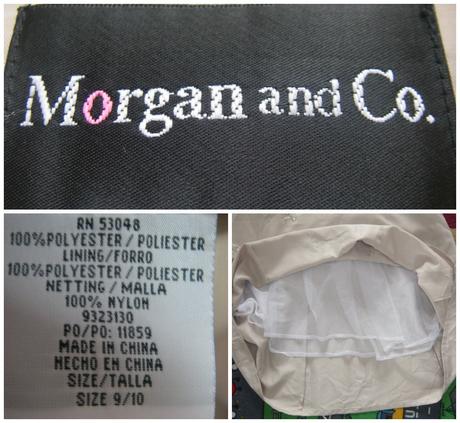 Morgan and Co.
RN 53048
100%POLYESTER / POLIESTER
LINING/FORRO
100%POLYESTER / POLIESTER
NETTING / MALLA
100% NYLON
9323130
PO/PO: 11859
MADE IN CHINA
HECHO EN CHINA
SIZE/TALLA
SIZE 9/10